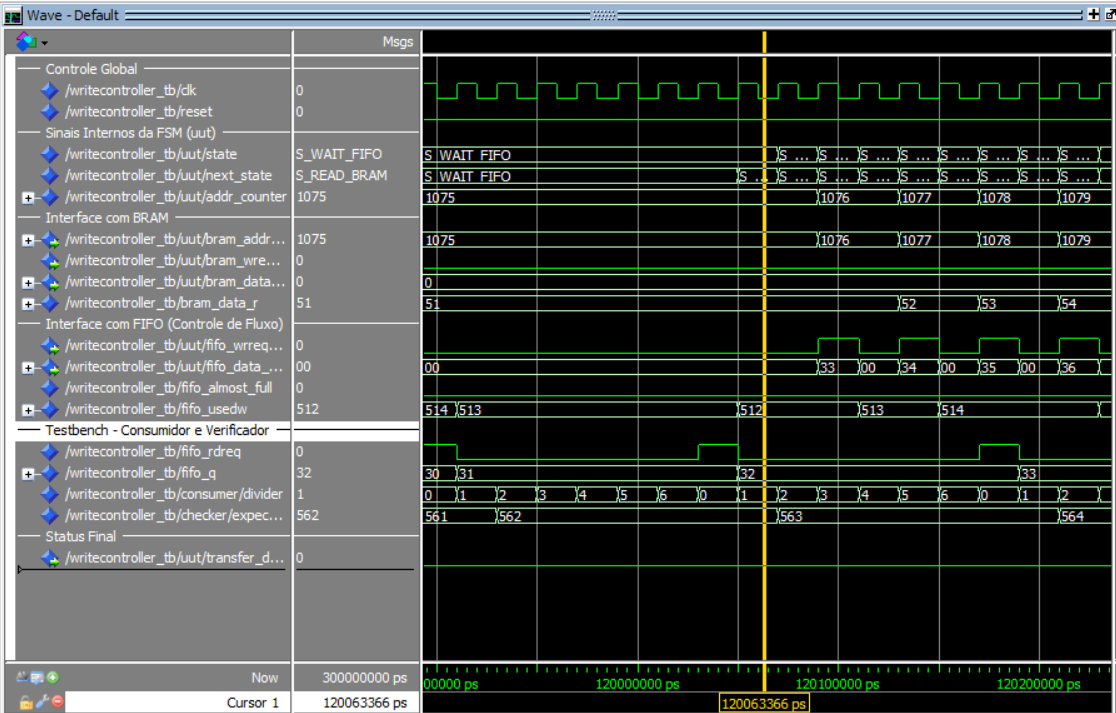 Wave - Default
Msgs
Controle Global
/writecontroller_tb/clk 0
/writecontroller_tb/reset 0
Sinais Internos da FSM (uut)
/writecontroller_tb/uut/state S_WAIT_FIFO S_WAIT_FIFO S ... S ... S ... S ... S ... S ... S ... S ...
/writecontroller_tb/uut/next_state S_READ_BRAM S_WAIT_FIFO S ... S ... S ... S ... S ... S ... S ... S ... S ...
/writecontroller_tb/uut/addr_counter 1075 1075 1076 1077 1078 1079
Interface com BRAM
/writecontroller_tb/uut/bram_addr... 1075 1075 1076 1077 1078 1079
/writecontroller_tb/uut/bram_wre... 0
/writecontroller_tb/uut/bram_data... 0 0
/writecontroller_tb/bram_data_r 51 51 52 53 54
Interface com FIFO (Controle de Fluxo)
/writecontroller_tb/uut/fifo_wrreq... 0
/writecontroller_tb/uut/fifo_data_... 00 00 33 00 34 00 35 00 36
/writecontroller_tb/fifo_almost_full 0
/writecontroller_tb/fifo_usedw 512 514 513 512 513 514
Testbench - Consumidor e Verificador
/writecontroller_tb/fifo_rdreq 0
/writecontroller_tb/fifo_q 32 30 31 32 33
/writecontroller_tb/consumer/divider 1 0 1 2 3 4 5 6 0 1 2 3 4 5 6 0 1 2
/writecontroller_tb/checker/expec... 562 561 562 563 564
Status Final
/writecontroller_tb/uut/transfer_d... 0
Now 300000000 ps 00000 ps 120000000 ps 120100000 ps 120200000 ps
Cursor 1 120063366 ps 120063366 ps